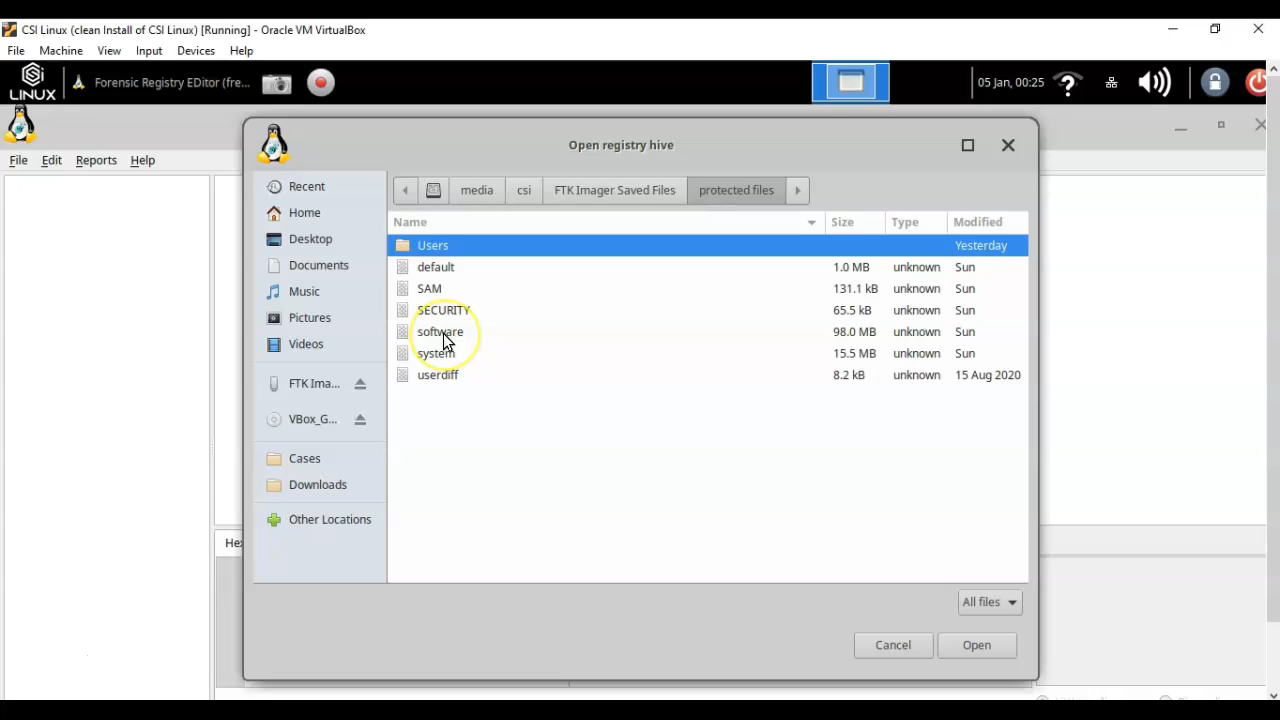 CSI Linux (clean Install of CSI Linux) [Running] - Oracle VM VirtualBox
File Machine View Input Devices Help
SI LINUX Forensic Registry EDitor (fre... 05 Jan, 00:25
File Edit Reports Help
Open registry hive
media csi FTK Imager Saved Files protected files
Recent
Home
Desktop
Documents
Music
Pictures
Videos
FTK Ima...
VBox_G...
Cases
Downloads
Other Locations
Name Size Type Modified
Users Yesterday
default 1.0 MB unknown Sun
SAM 131.1 kB unknown Sun
SECURITY 65.5 kB unknown Sun
software 98.0 MB unknown Sun
system 15.5 MB unknown Sun
userdiff 8.2 kB unknown 15 Aug 2020
He
All files
Cancel Open